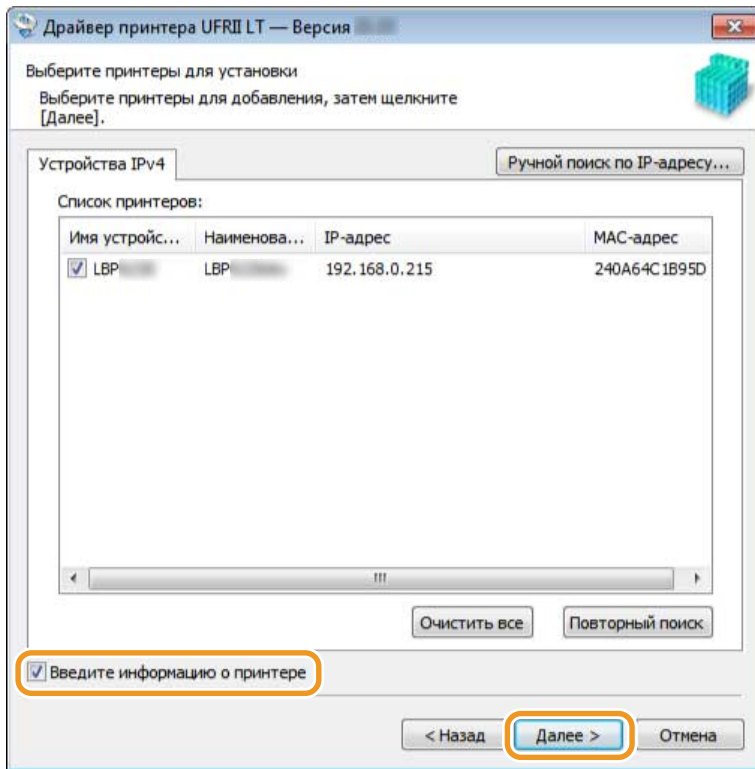 Драйвер принтера UFRII LT — Версия
Выберите принтеры для установки
Выберите принтеры для добавления, затем щелкните
[Далее].
Устройства IPv4
Ручной поиск по IP-адресу...
Список принтеров:
Имя устройс... Наименова... IP-адрес MAC-адрес
LBP LBP 192.168.0.215 240A64C1B95D
Очистить все Повторный поиск
Введите информацию о принтере
< Назад Далее > Отмена